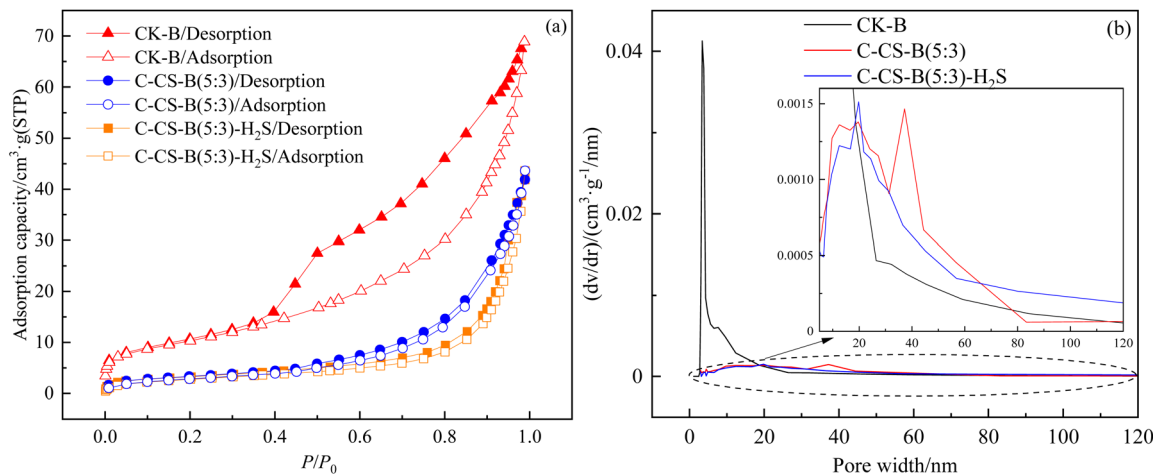 (a)
CK-B/Desorption
CK-B/Adsorption
C-CS-B(5:3)/Desorption
C-CS-B(5:3)/Adsorption
C-CS-B(5:3)-H₂S/Desorption
C-CS-B(5:3)-H₂S/Adsorption
Adsorption capacity/cm³·g(STP)
80
70
60
50
40
30
20
10
0
0.0 0.2 0.4 0.6 0.8 1.0
P/P₀
(b)
CK-B
C-CS-B(5:3)
C-CS-B(5:3)-H₂S
(dv/dr)/(cm³·g⁻¹/nm)
0.04
0.02
0
0.0015
0.0010
0.0005
0
20 40 60 80 100 120
0 20 40 60 80 100 120
Pore width/nm